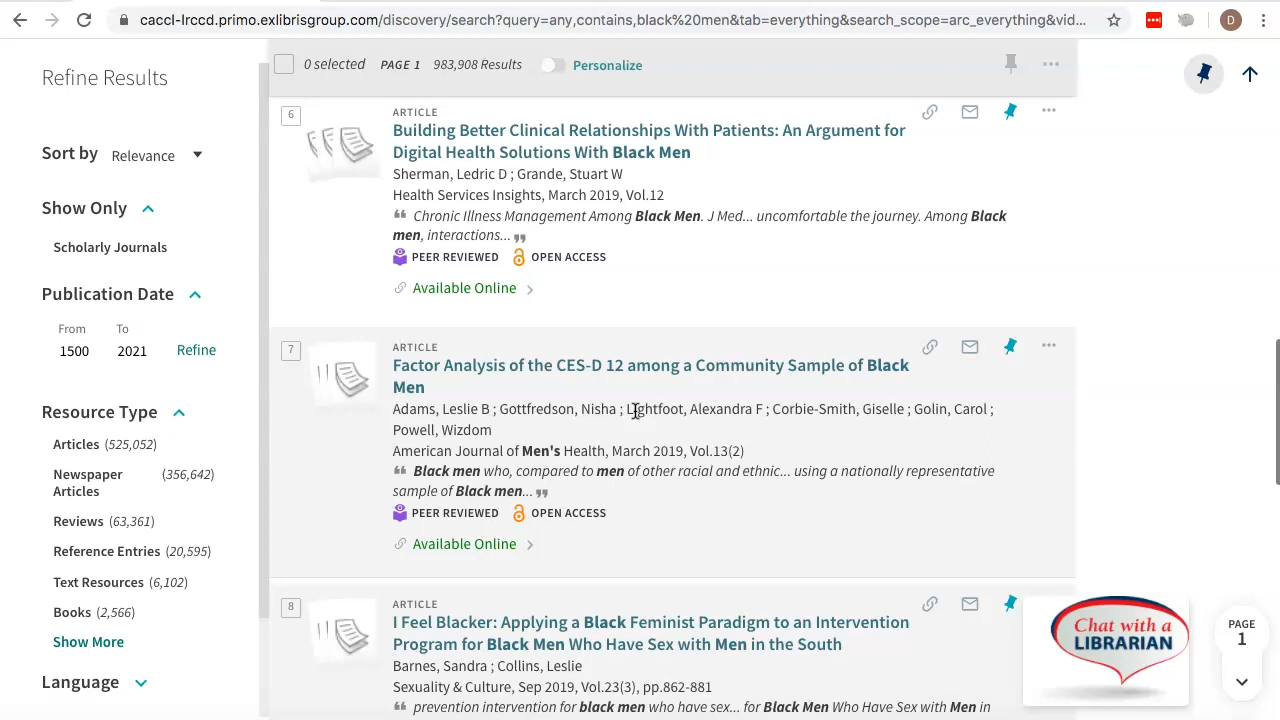 caccl-lrccd.primo.exlibrisgroup.com/discovery/search?query=any,contains,black%20men&tab=everything&search_scope=arc_everything&vid...
D
Refine Results
Sort by Relevance
Show Only
Scholarly Journals
Publication Date
From To
1500 2021 Refine
Resource Type
Articles (525,052)
Newspaper Articles (356,642)
Reviews (63,361)
Reference Entries (20,595)
Text Resources (6,102)
Books (2,566)
Show More
Language
0 selected PAGE 1 983,908 Results Personalize
6
ARTICLE
Building Better Clinical Relationships With Patients: An Argument for
Digital Health Solutions With Black Men
Sherman, Ledric D ; Grande, Stuart W
Health Services Insights, March 2019, Vol.12
❝ Chronic Illness Management Among Black Men. J Med... uncomfortable the journey. Among Black
men, interactions... ❞
PEER REVIEWED OPEN ACCESS
Available Online
7
ARTICLE
Factor Analysis of the CES-D 12 among a Community Sample of Black
Men
Adams, Leslie B ; Gottfredson, Nisha ; Lightfoot, Alexandra F ; Corbie-Smith, Giselle ; Golin, Carol ;
Powell, Wizdom
American Journal of Men's Health, March 2019, Vol.13(2)
❝ Black men who, compared to men of other racial and ethnic... using a nationally representative
sample of Black men... ❞
PEER REVIEWED OPEN ACCESS
Available Online
8
ARTICLE
I Feel Blacker: Applying a Black Feminist Paradigm to an Intervention
Program for Black Men Who Have Sex with Men in the South
Barnes, Sandra ; Collins, Leslie
Sexuality & Culture, Sep 2019, Vol.23(3), pp.862-881
❝ prevention intervention for black men who have sex... for Black Men Who Have Sex with Men in
Chat with a
LIBRARIAN
PAGE
1